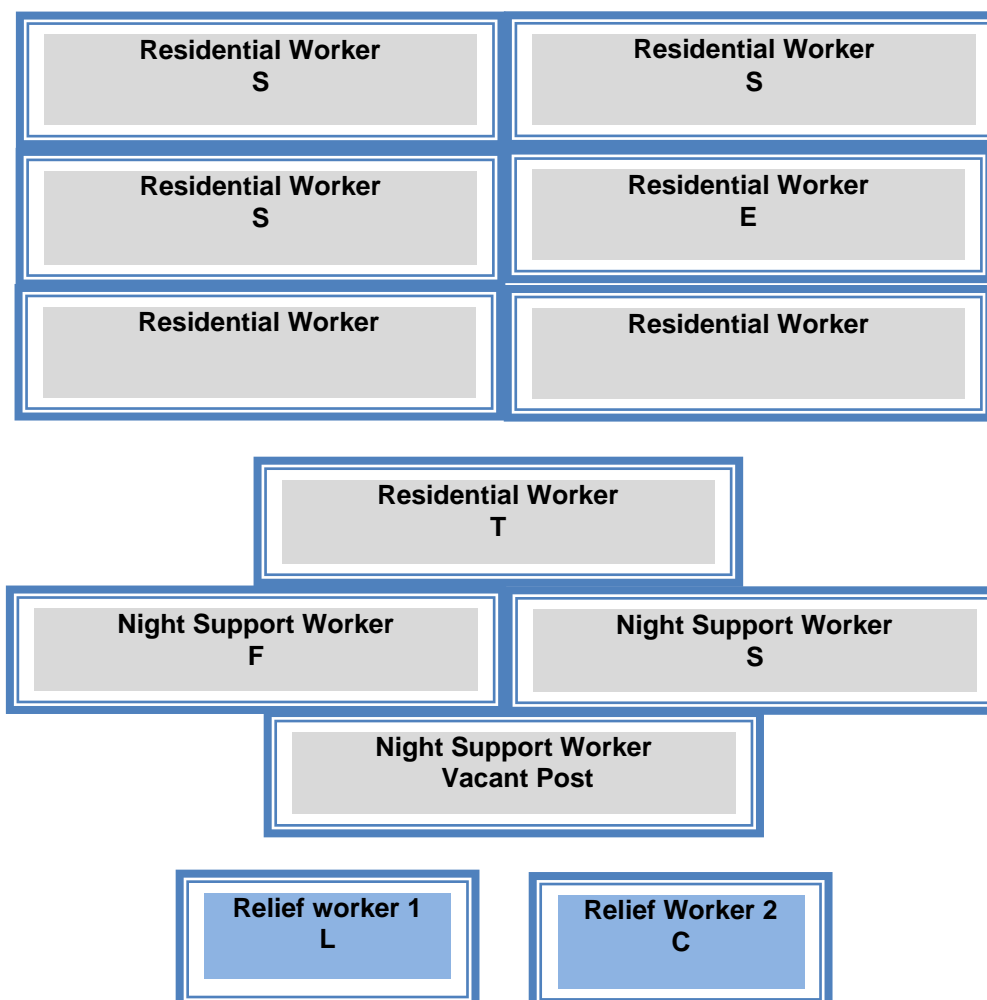 Residential Worker
S
Residential Worker
S
Residential Worker
S
Residential Worker
E
Residential Worker
Residential Worker
Residential Worker
T
Night Support Worker
F
Night Support Worker
S
Night Support Worker
Vacant Post
Relief worker 1
L
Relief Worker 2
C